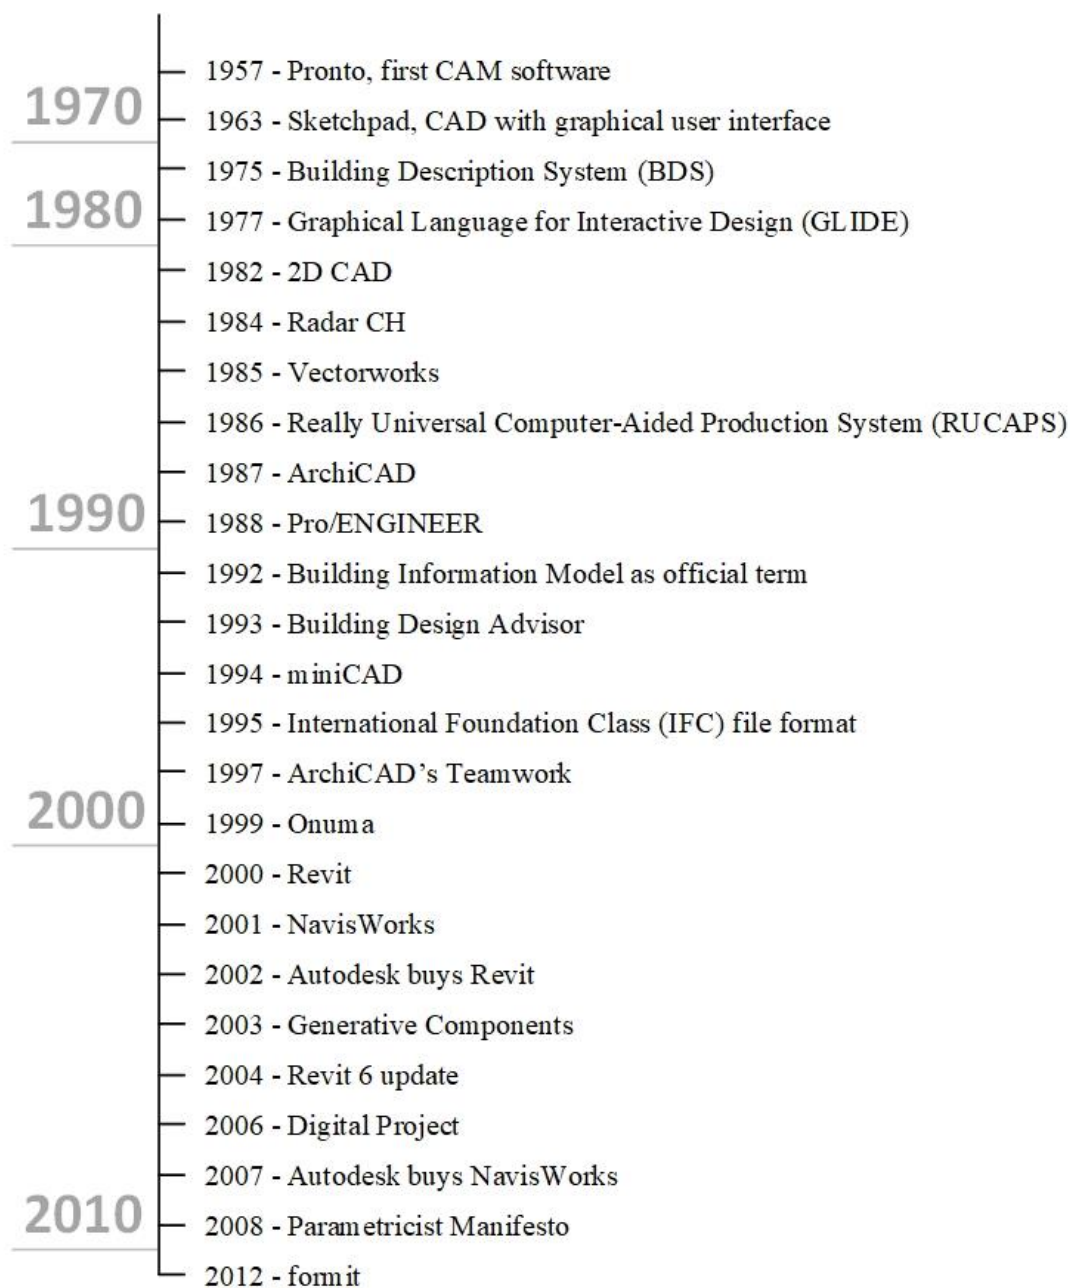 1957 - Pronto, first CAM software
1970
1963 - Sketchpad, CAD with graphical user interface
1975 - Building Description System (BDS)
1980
1977 - Graphical Language for Interactive Design (GLIDE)
1982 - 2D CAD
1984 - Radar CH
1985 - Vectorworks
1986 - Really Universal Computer-Aided Production System (RUCAPS)
1987 - ArchiCAD
1990
1988 - Pro/ENGINEER
1992 - Building Information Model as official term
1993 - Building Design Advisor
1994 - miniCAD
1995 - International Foundation Class (IFC) file format
1997 - ArchiCAD’s Teamwork
2000
1999 - Onuma
2000 - Revit
2001 - NavisWorks
2002 - Autodesk buys Revit
2003 - Generative Components
2004 - Revit 6 update
2006 - Digital Project
2007 - Autodesk buys NavisWorks
2010
2008 - Parametricist Manifesto
2012 - formit